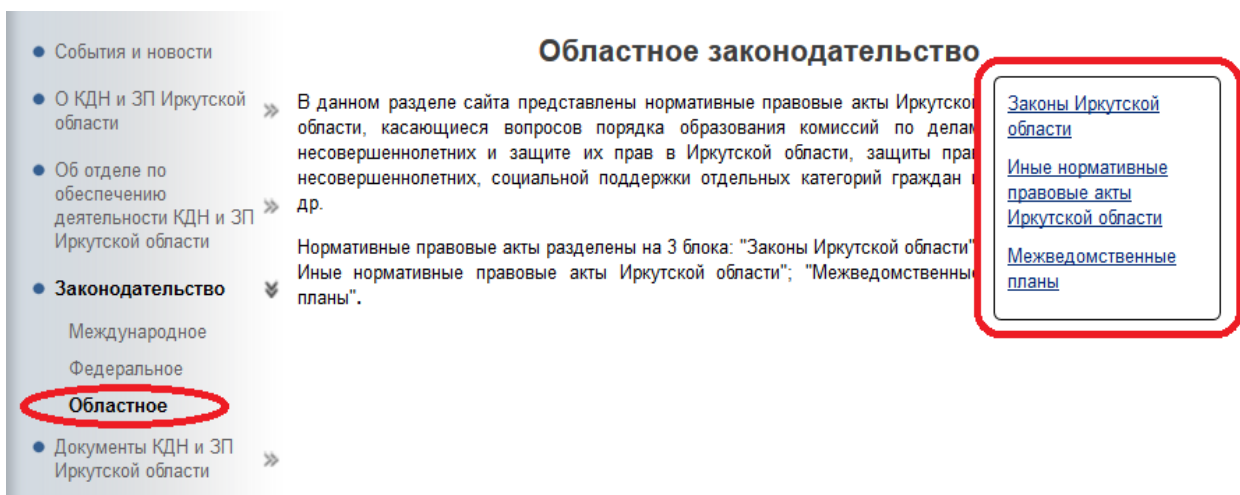 События и новости
О КДН и ЗП Иркутской
области
Об отделе по
обеспечению
деятельности КДН и ЗП
Иркутской области
Законодательство
Международное
Федеральное
Областное
Документы КДН и ЗП
Иркутской области
Областное законодательство
В данном разделе сайта представлены нормативные правовые акты
области, касающиеся вопросов порядка образования комиссий по
несовершеннолетних и защите их прав в Иркутской области, защиты
несовершеннолетних, социальной поддержки отдельных категорий граждан
др.
Нормативные правовые акты разделены на 3 блока: "Законы Иркутской области"
Иные нормативные правовые акты Иркутской области"; "Межведомственные
планы".
Законы Иркутской
области
Иные нормативные
правовые акты
Иркутской области
Межведомственные
планы